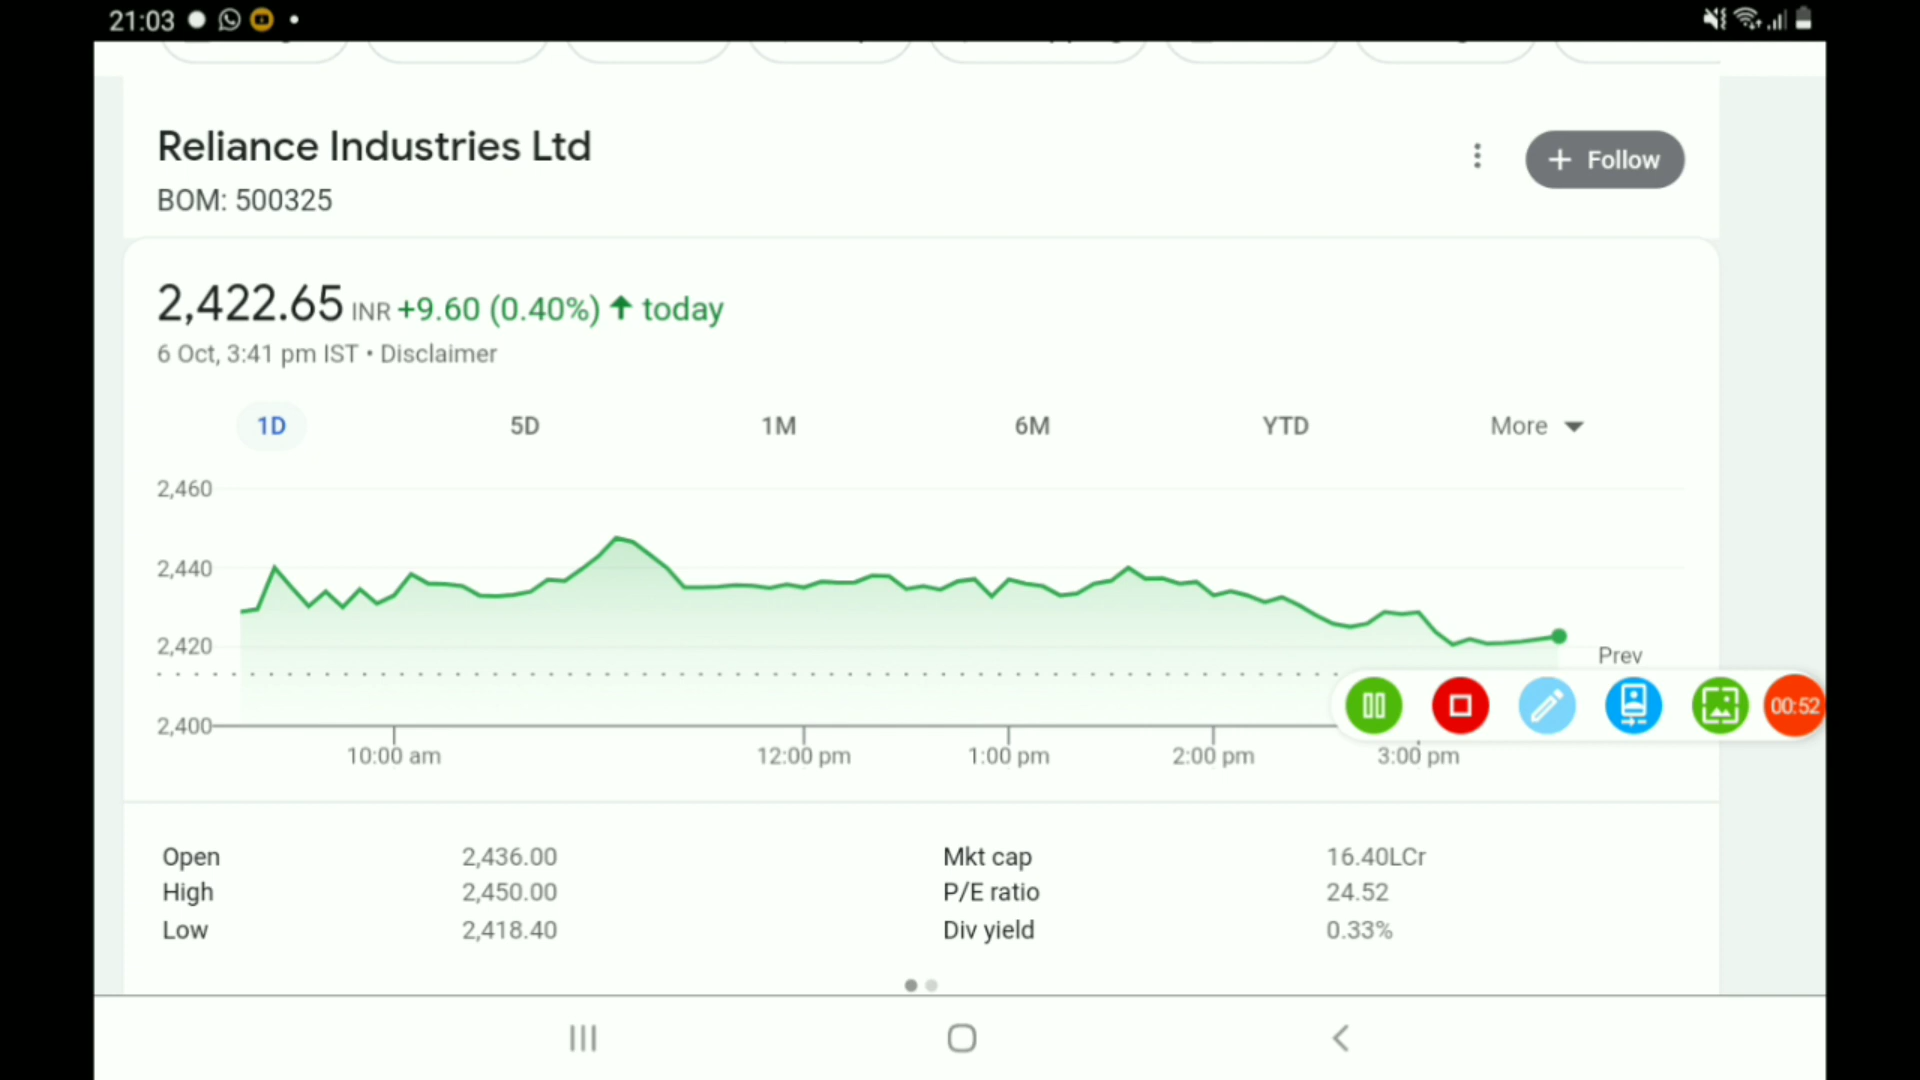 21:03
Reliance Industries Ltd
BOM: 500325
+ Follow
2,422.65 INR +9.60 (0.40%) ↑ today
6 Oct, 3:41 pm IST • Disclaimer
1D 5D 1M 6M YTD More
2,460
2,440
2,420
Prev
2,400
00:52
10:00 am 12:00 pm 1:00 pm 2:00 pm 3:00 pm
Open 2,436.00 Mkt cap 16.40LCr
High 2,450.00 P/E ratio 24.52
Low 2,418.40 Div yield 0.33%